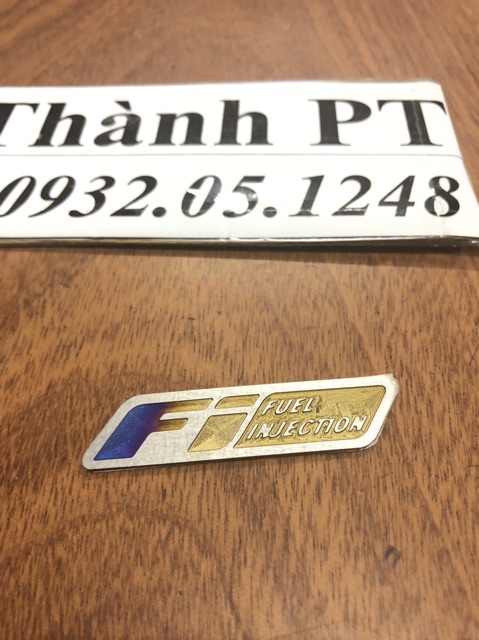 Thành PT
0932.05.1248
Fi FUEL
INJECTION